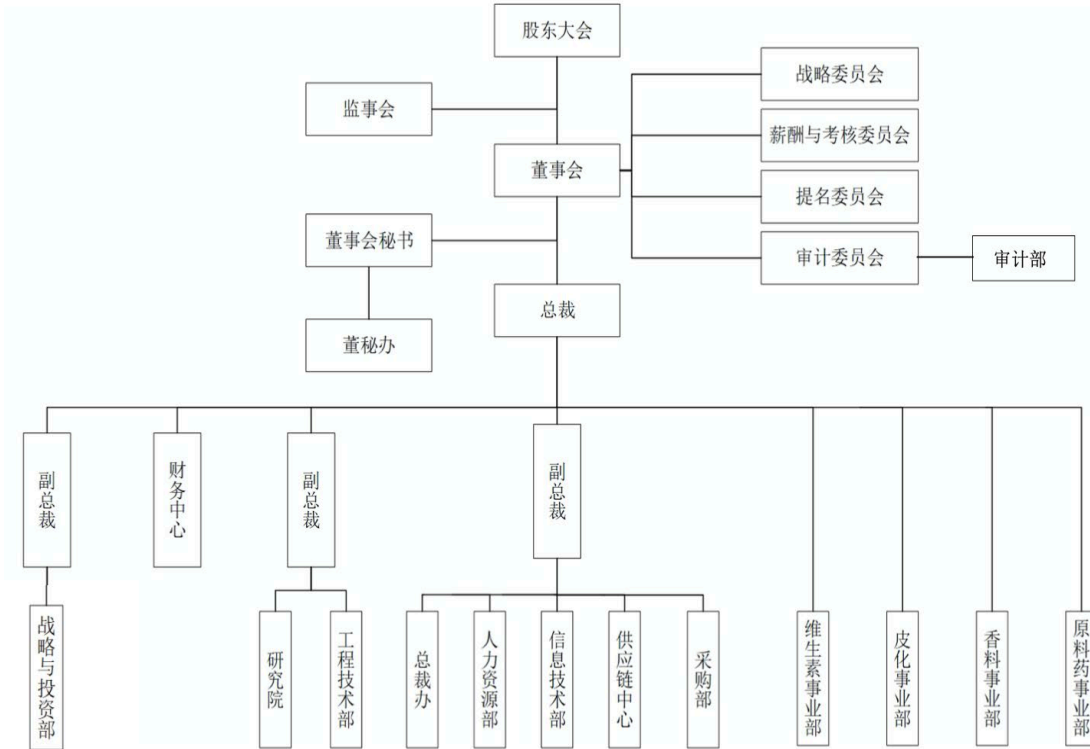 股东大会
战略委员会
监事会
薪酬与考核委员会
董事会
提名委员会
董事会秘书
审计委员会
审计部
总裁
董秘办
副总裁
财务中心
副总裁
副总裁
战略与投资部
研究院
工程技术部
总裁办
人力资源部
信息技术部
供应链中心
采购部
维生素事业部
皮化事业部
香料事业部
原料药事业部